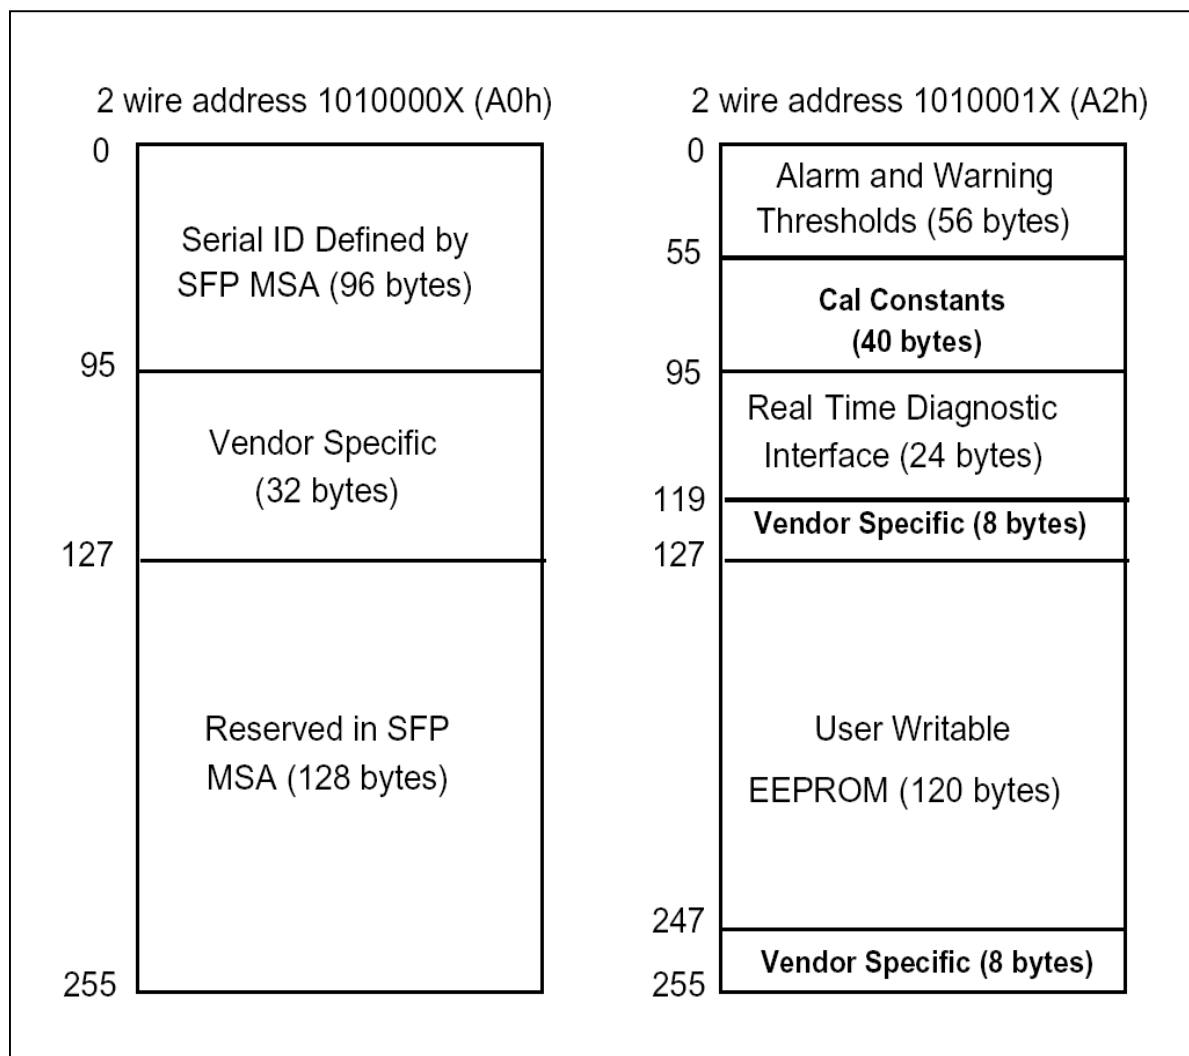 2 wire address 1010000X (A0h)
0
Serial ID Defined by
SFP MSA (96 bytes)
95
Vendor Specific
(32 bytes)
127
Reserved in SFP
MSA (128 bytes)
255
2 wire address 1010001X (A2h)
0
Alarm and Warning
Thresholds (56 bytes)
55
Cal Constants
(40 bytes)
95
Real Time Diagnostic
Interface (24 bytes)
119
Vendor Specific (8 bytes)
127
User Writable
EEPROM (120 bytes)
247
Vendor Specific (8 bytes)
255